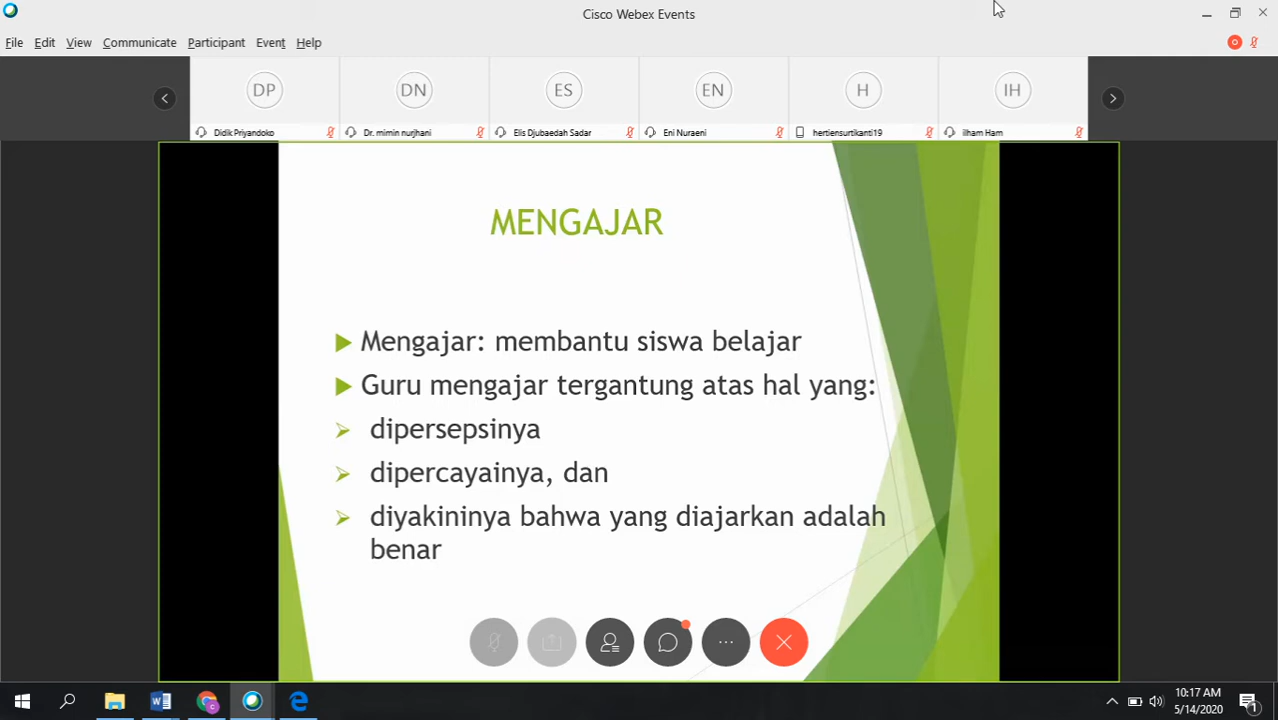 Cisco Webex Events
File Edit View Communicate Participant Event Help
DP DN ES EN H IH
Didik Priyandoko Dr. mimin nurjhani Elis Djubaedah Sadar Eni Nuraeni hertiensurtikanti19 ilham Ham
MENGAJAR
Mengajar: membantu siswa belajar
Guru mengajar tergantung atas hal yang:
dipersepsinya
dipercayainya, dan
diyakininya bahwa yang diajarkan adalah
benar
10:17 AM
5/14/2020
1